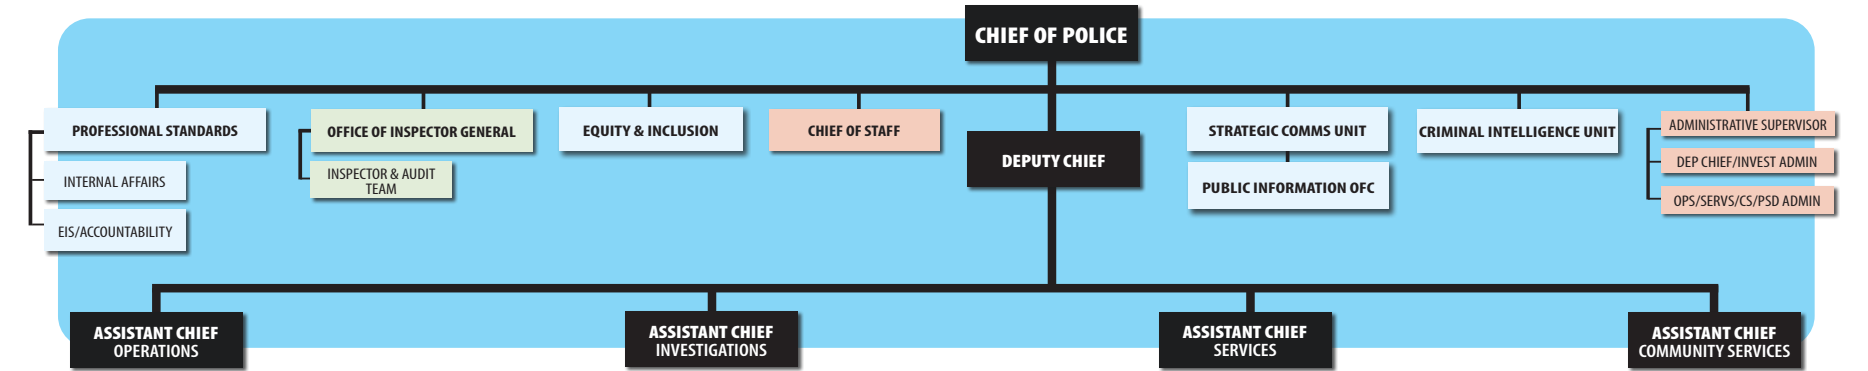 CHIEF OF POLICE
PROFESSIONAL STANDARDS
INTERNAL AFFAIRS
EIS/ACCOUNTABILITY
OFFICE OF INSPECTOR GENERAL
INSPECTOR & AUDIT
TEAM
EQUITY & INCLUSION
CHIEF OF STAFF
DEPUTY CHIEF
STRATEGIC COMMS UNIT
PUBLIC INFORMATION OFC
CRIMINAL INTELLIGENCE UNIT
ADMINISTRATIVE SUPERVISOR
DEP CHIEF/INVEST ADMIN
OPS/SERVS/CS/PSD ADMIN
ASSISTANT CHIEF
OPERATIONS
ASSISTANT CHIEF
INVESTIGATIONS
ASSISTANT CHIEF
SERVICES
ASSISTANT CHIEF
COMMUNITY SERVICES